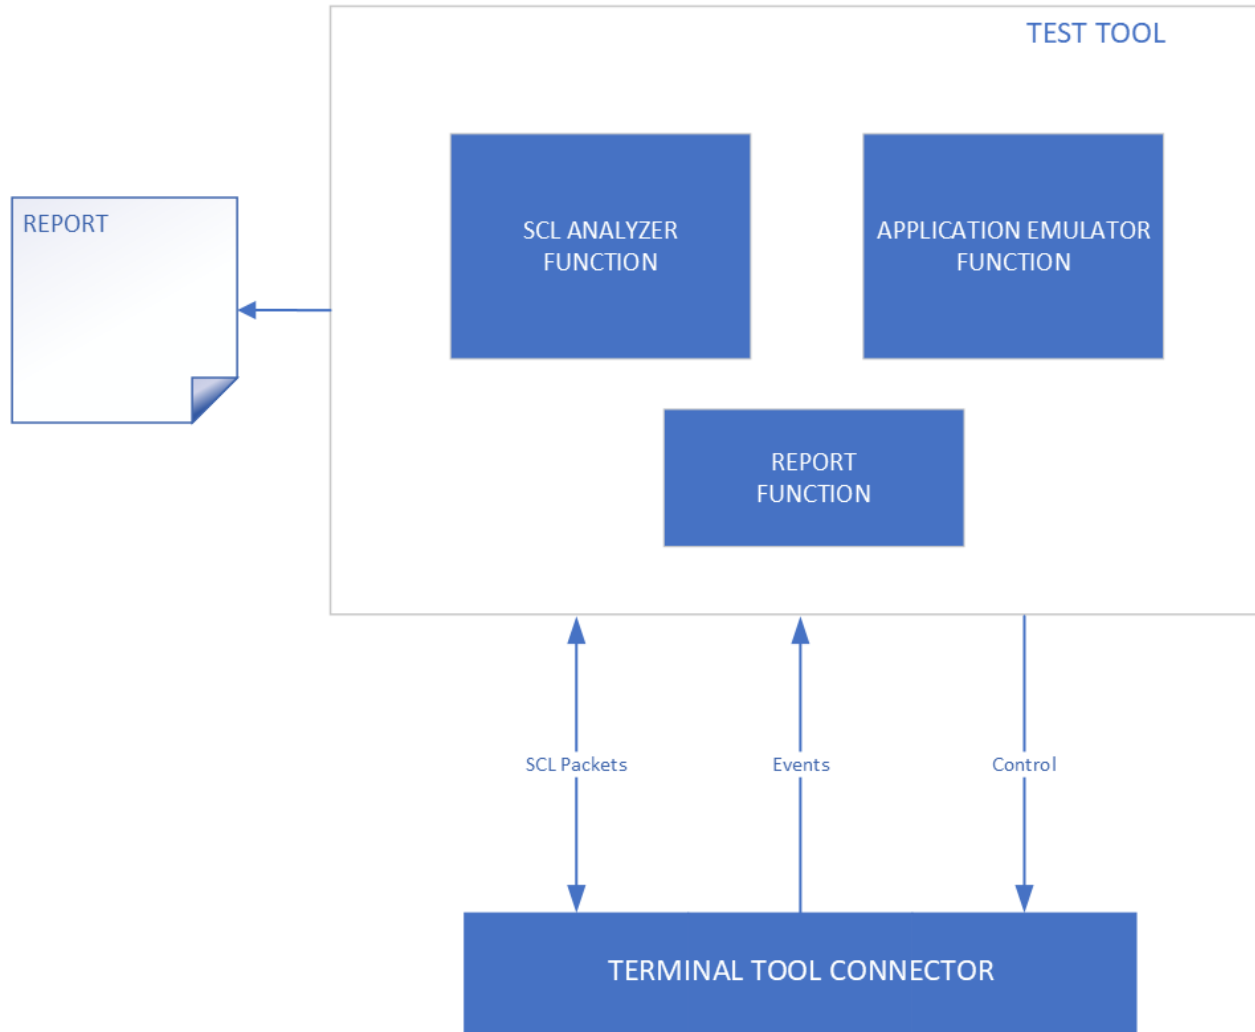 TEST TOOL
REPORT
SCL ANALYZER
FUNCTION
APPLICATION EMULATOR
FUNCTION
REPORT
FUNCTION
SCL Packets
Events
Control
TERMINAL TOOL CONNECTOR